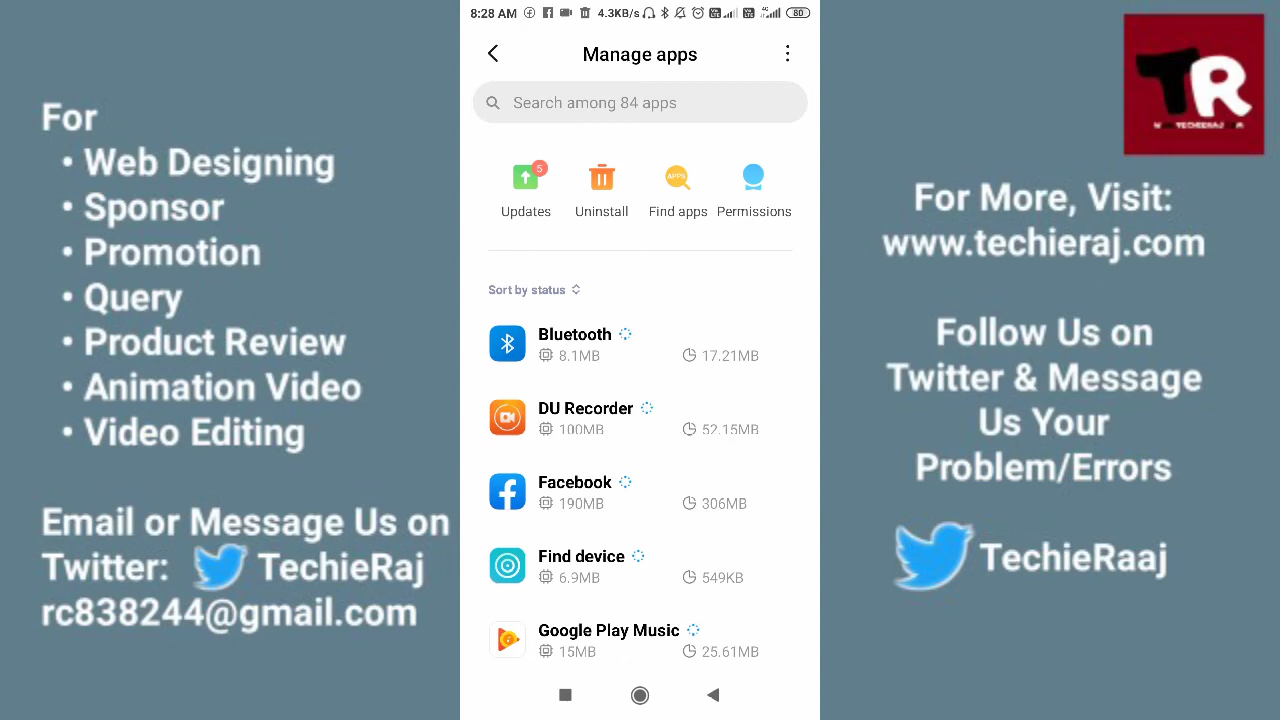 For
• Web Designing
• Sponsor
• Promotion
• Query
• Product Review
• Animation Video
• Video Editing
Email or Message Us on
Twitter: TechieRaj
rc838244@gmail.com
8:28 AM 4.3KB/s 80
Manage apps
Search among 84 apps
5
APPS
Updates Uninstall Find apps Permissions
Sort by status
Bluetooth
8.1MB 17.21MB
DU Recorder
100MB 52.15MB
Facebook
190MB 306MB
Find device
6.9MB 549KB
Google Play Music
15MB 25.61MB
TR
For More, Visit:
www.techieraj.com
Follow Us on
Twitter & Message
Us Your
Problem/Errors
TechieRaaj